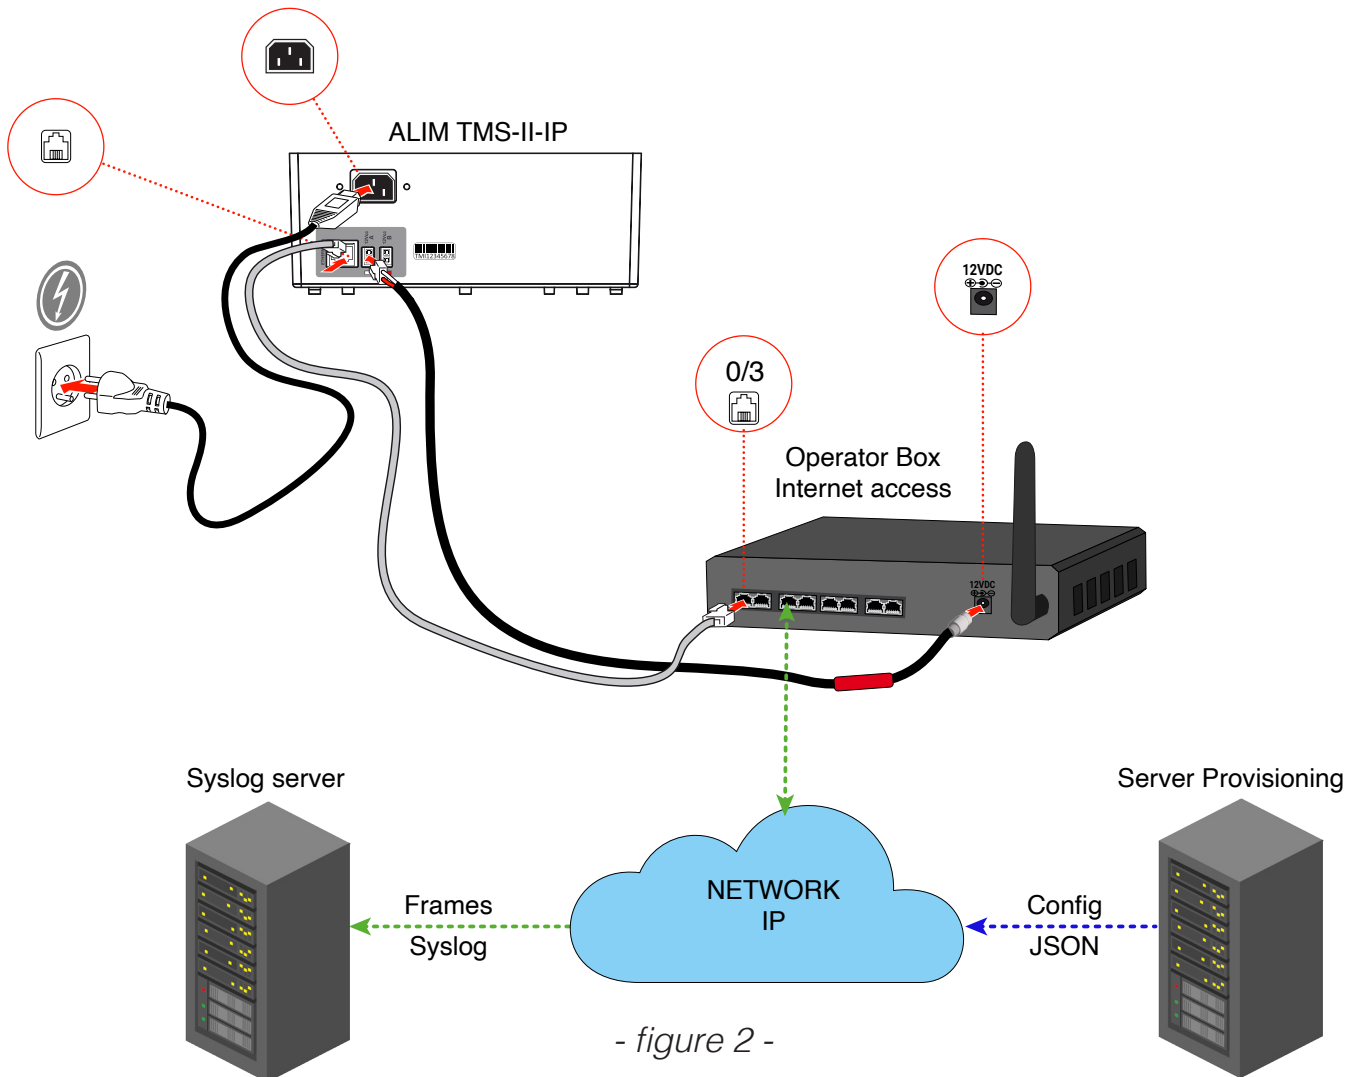 ALIM TMS-II-IP
A
B
TMI12345678
12VDC
0/3
Operator Box
Internet access
12VDC
Syslog server
Server Provisioning
NETWORK
IP
Frames
Syslog
Config
JSON
- figure 2 -